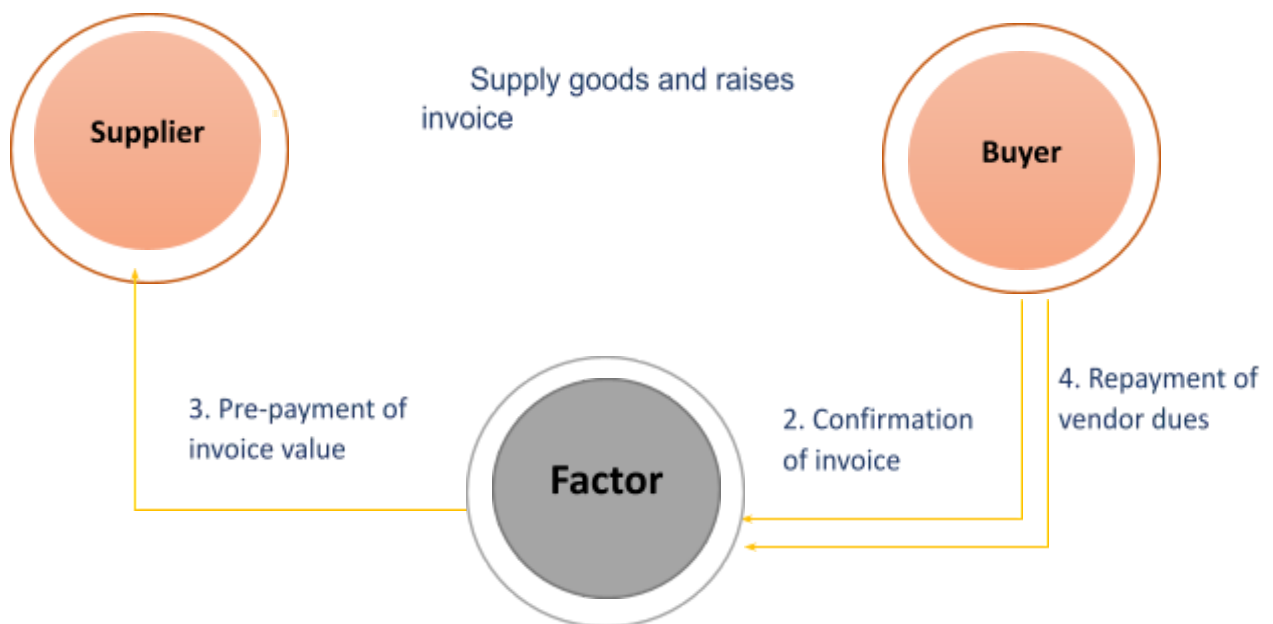 Supply goods and raises
invoice
Supplier
Buyer
3. Pre-payment of
invoice value
Factor
2. Confirmation
of invoice
4. Repayment of
vendor dues